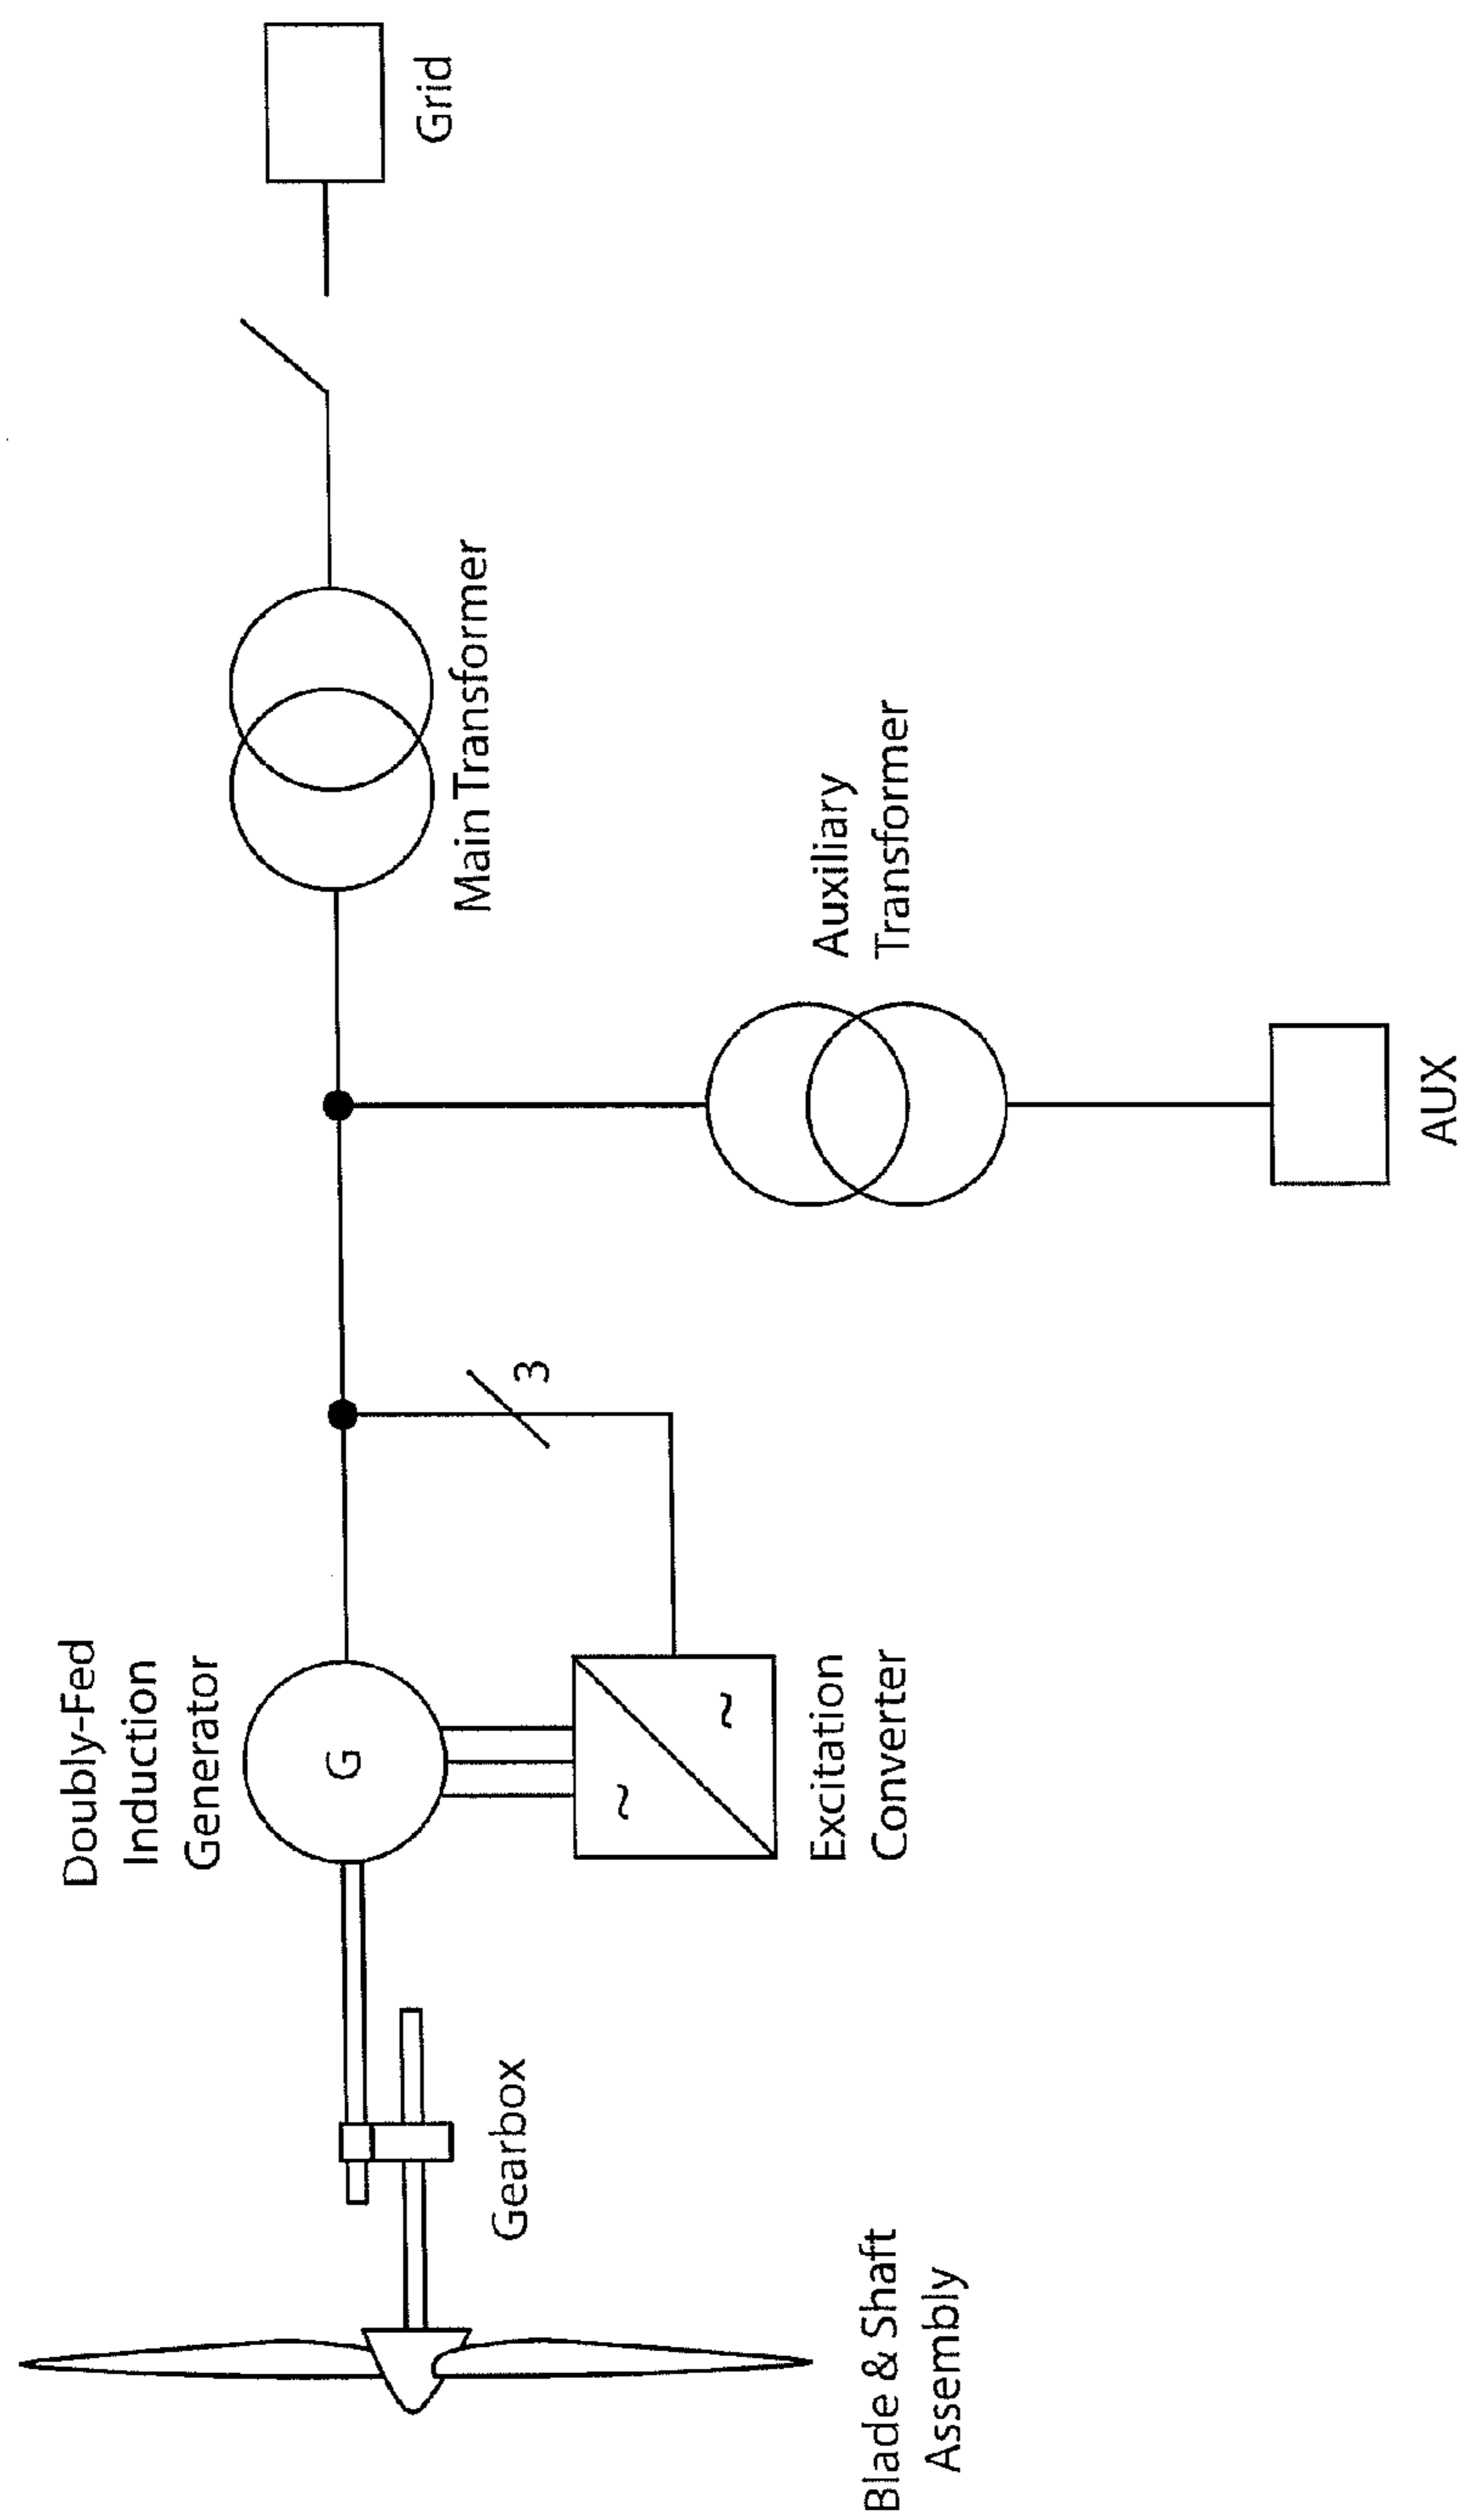 Doubly-Fed
Induction
Generator
G
Grid
Main Transformer
3
Auxiliary
Transformer
AUX
~
~
Excitation
Converter
Gearbox
Blade & Shaft
Assembly